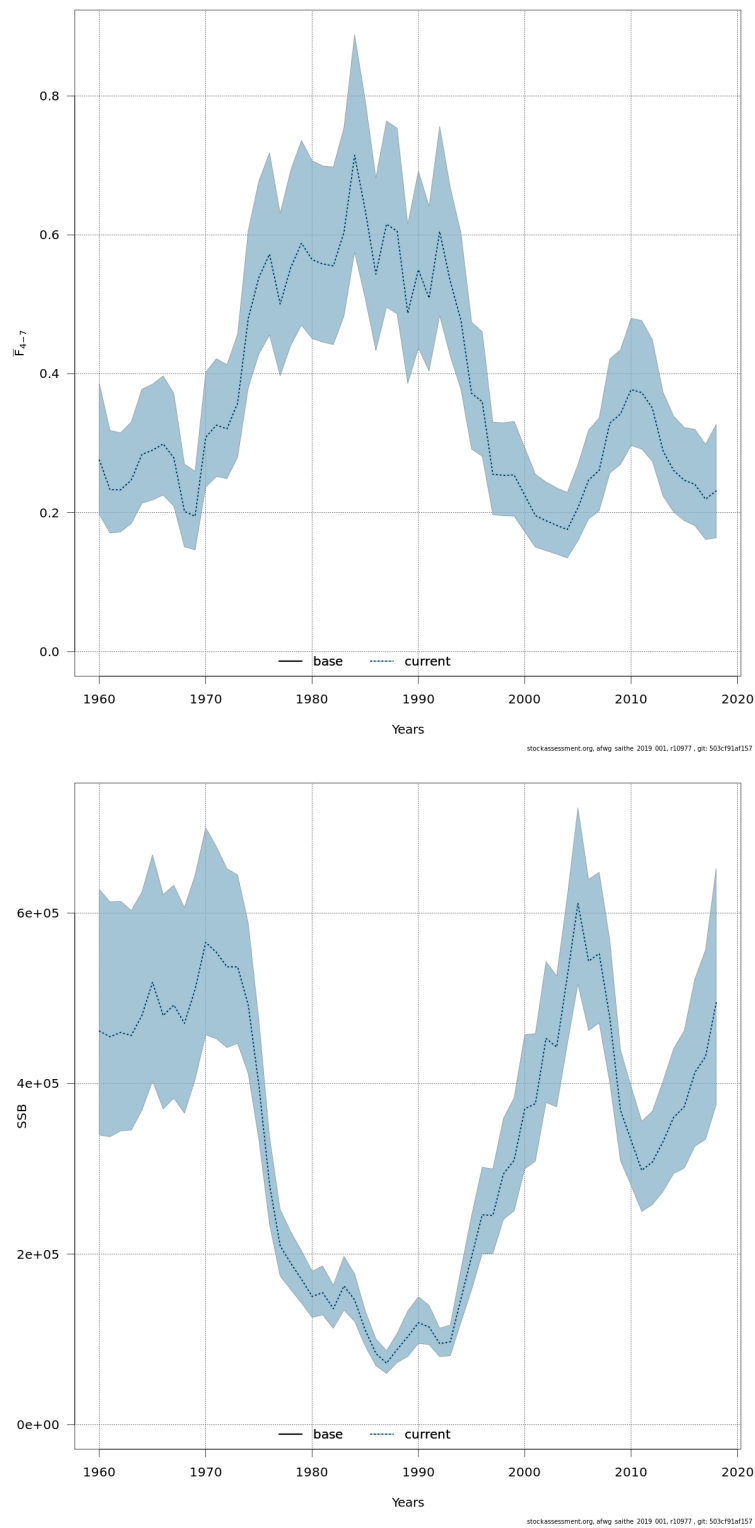 0.8
0.6
F̅4−7
0.4
0.2
0.0
base current
1960 1970 1980 1990 2000 2010 2020
Years
stockassessment.org, afwg_saithe_2019_001, r10977 , git: 503cf91af157
6e+05
4e+05
SSB
2e+05
0e+00
base current
1960 1970 1980 1990 2000 2010 2020
Years
stockassessment.org, afwg_saithe_2019_001, r10977 , git: 503cf91af157